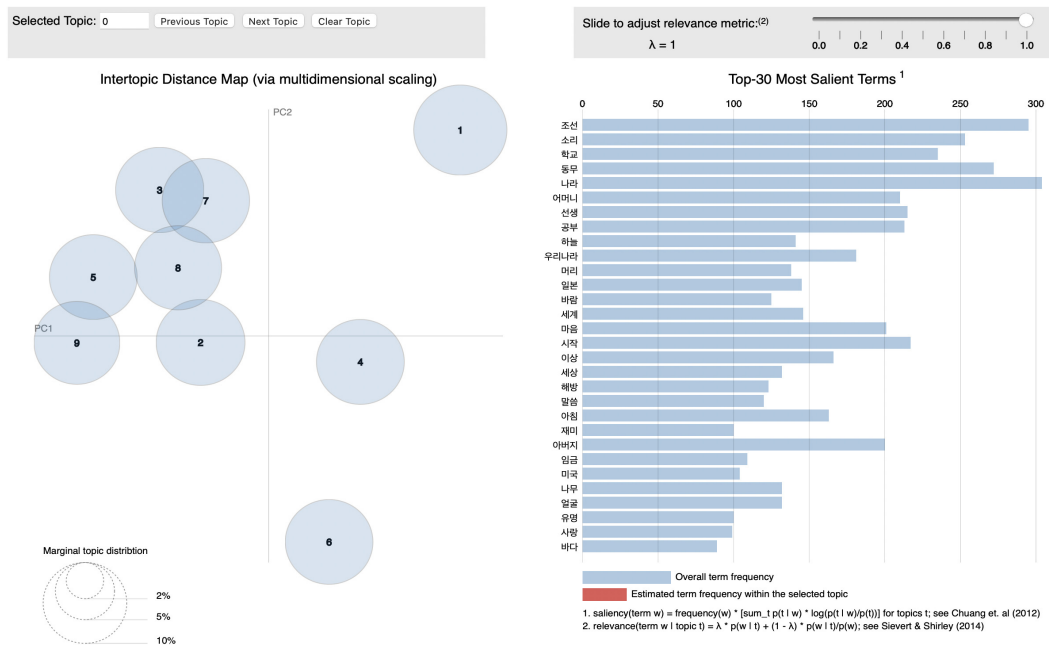 Selected Topic: 0 Previous Topic Next Topic Clear Topic
Slide to adjust relevance metric:(2)
λ = 1
0.0 0.2 0.4 0.6 0.8 1.0
Intertopic Distance Map (via multidimensional scaling)
PC2
PC1
1
3
7
5
8
9
2
4
6
Marginal topic distribtion
2%
5%
10%
Top-30 Most Salient Terms 1
0 50 100 150 200 250 300
조선
소리
학교
동무
나라
어머니
선생
공부
하늘
우리나라
머리
일본
바람
세계
마음
시작
이상
세상
해방
말씀
아침
재미
아버지
임금
미국
나무
얼굴
유명
사랑
바다
Overall term frequency
Estimated term frequency within the selected topic
1. saliency(term w) = frequency(w) * [sum_t p(t | w) * log(p(t | w)/p(t))] for topics t; see Chuang et. al (2012)
2. relevance(term w | topic t) = λ * p(w | t) + (1 - λ) * p(w | t)/p(w); see Sievert & Shirley (2014)